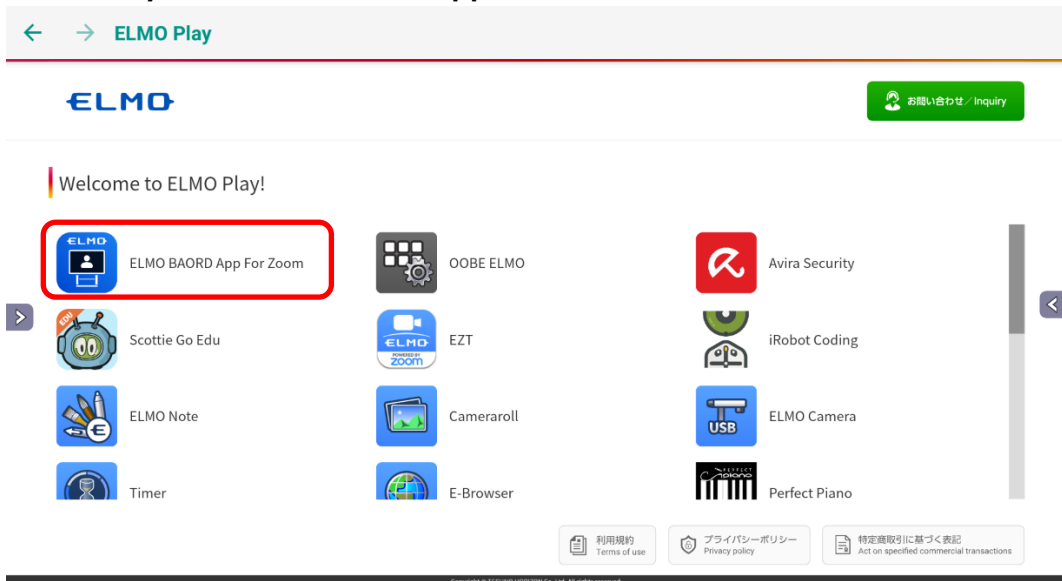 ELMO Play
ELMO
お問い合わせ／Inquiry
Welcome to ELMO Play!
ELMO
ELMO BAORD App For Zoom
OOBE ELMO
Avira Security
EDU
Scottie Go Edu
ELMO
POWERED BY
ZOOM
EZT
iRobot Coding
ELMO Note
Cameraroll
USB
ELMO Camera
Timer
E-Browser
PERFECT
PIANO
Perfect Piano
利用規約
Terms of use
プライバシーポリシー
Privacy policy
特定商取引に基づく表記
Act on specified commercial transactions